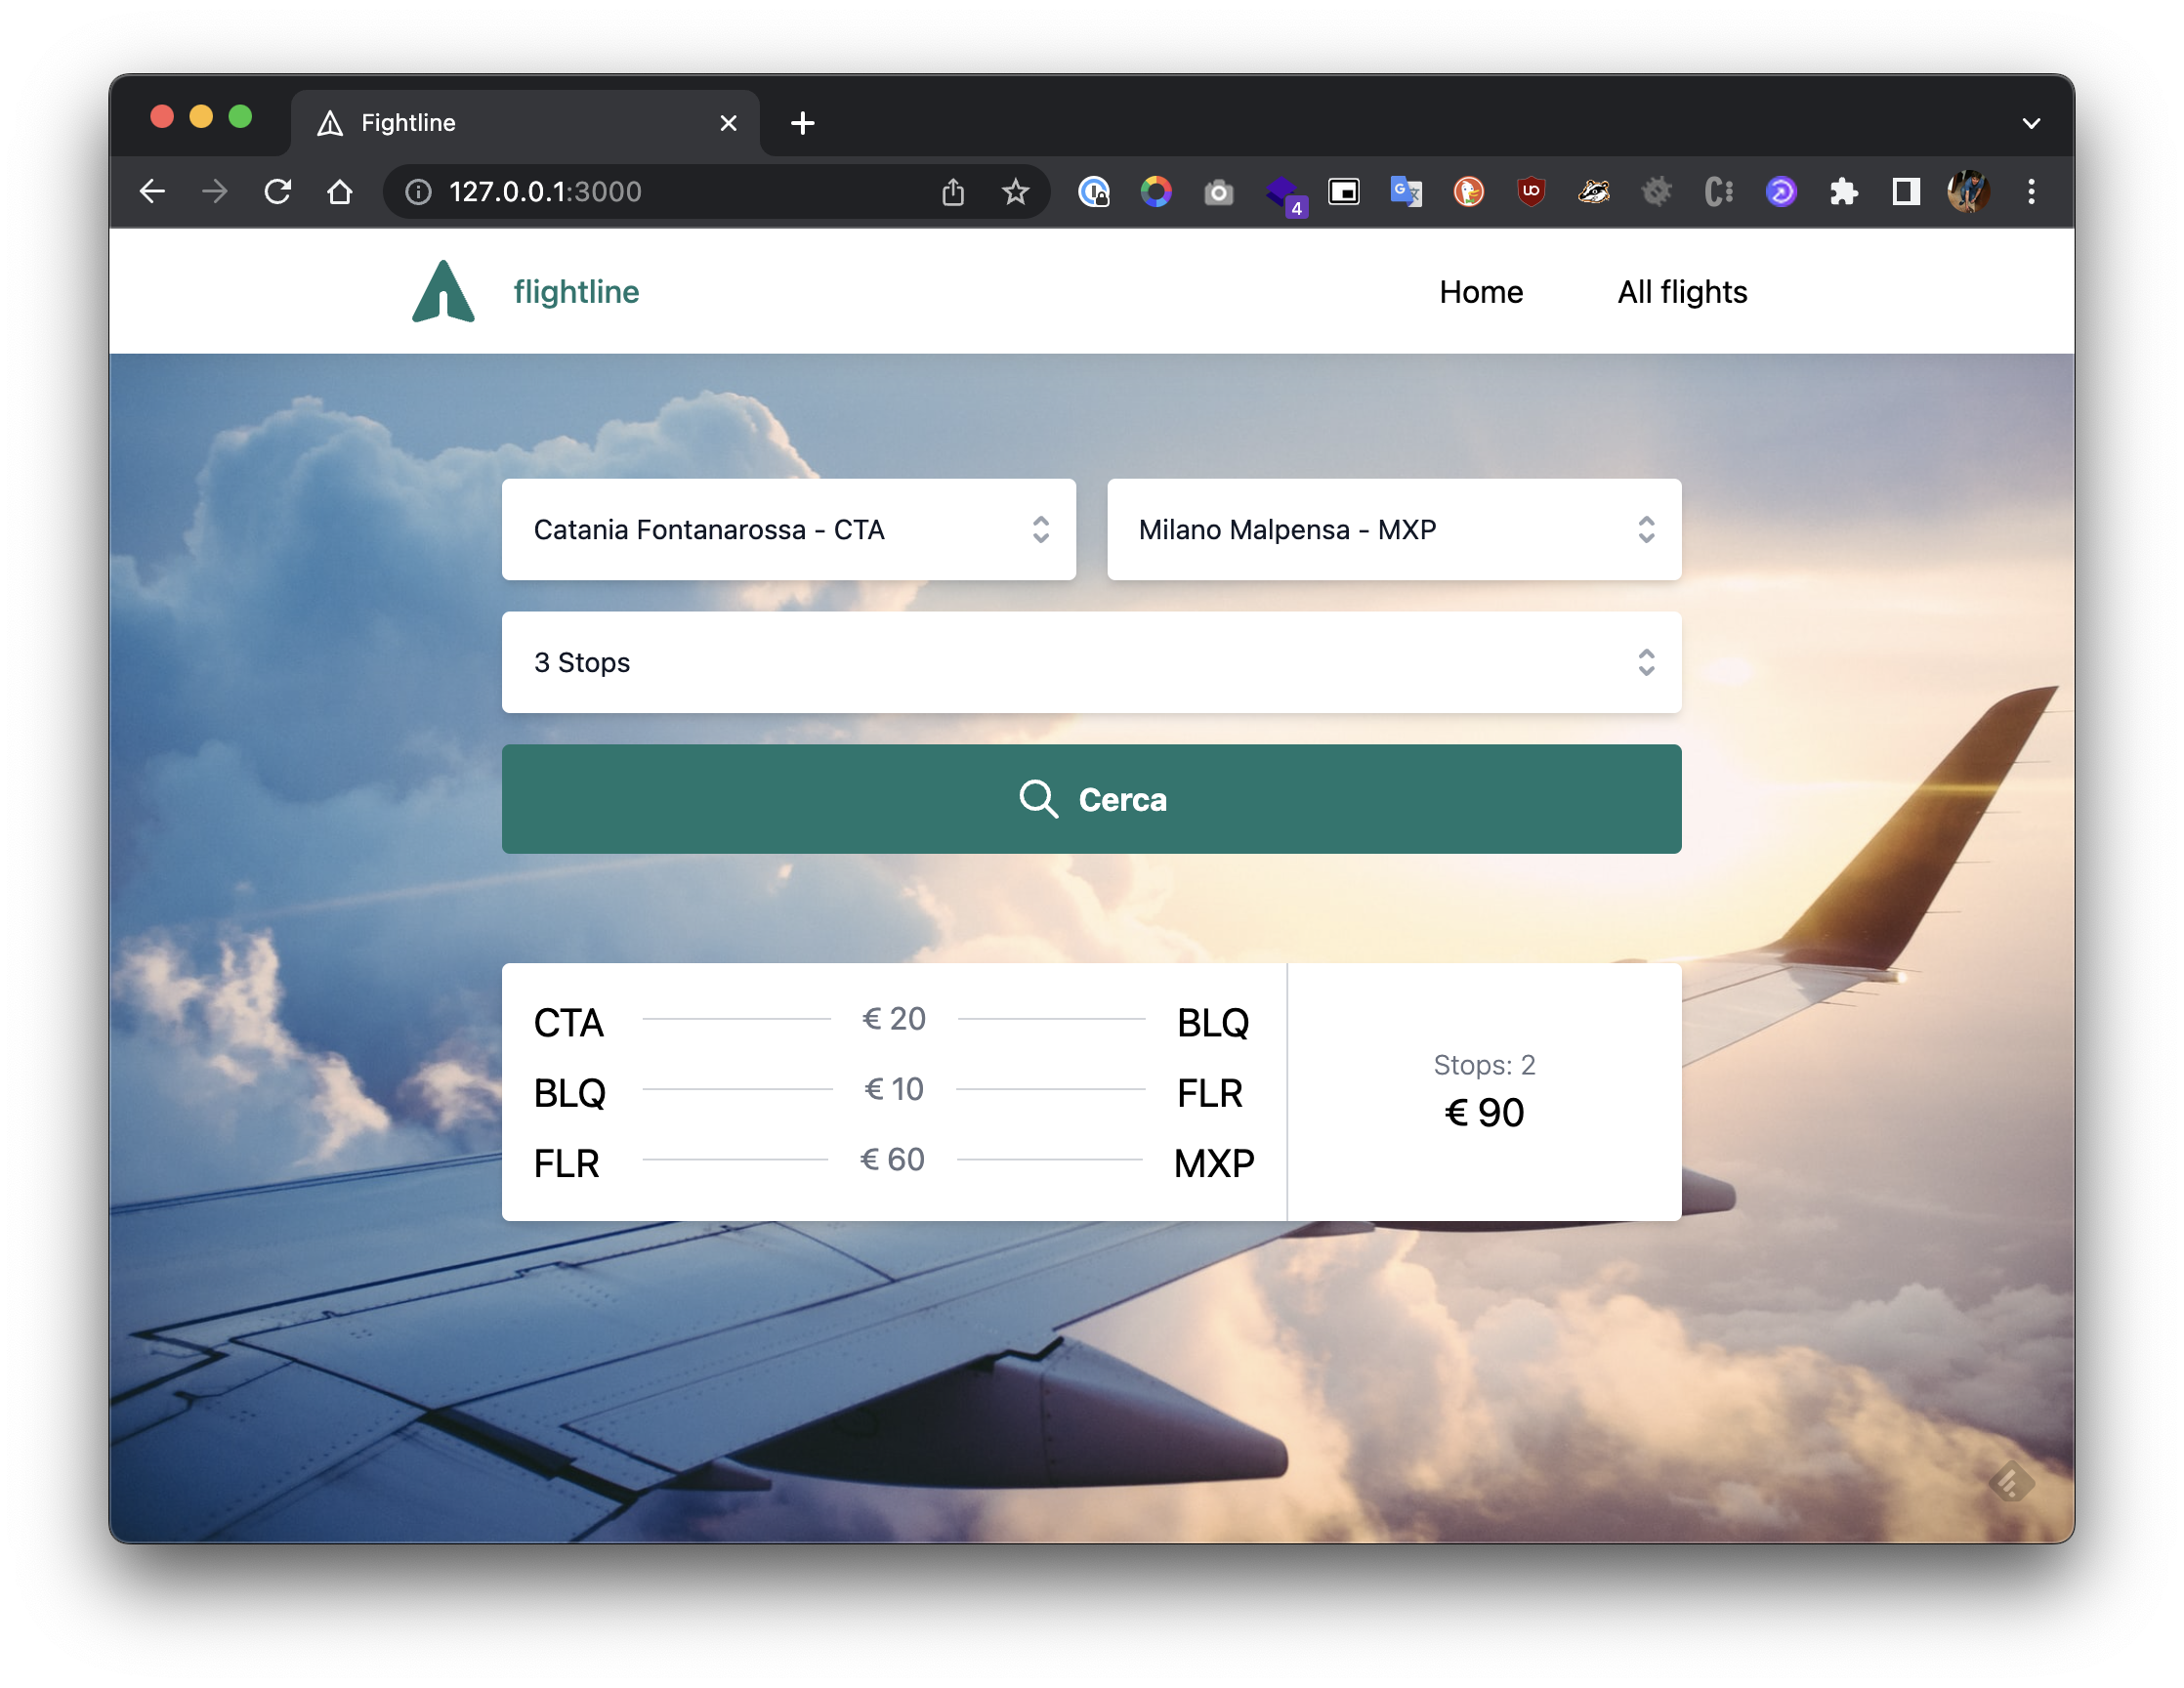 Fightline
127.0.0.1:3000
4
flightline
Home All flights
Catania Fontanarossa - CTA
Milano Malpensa - MXP
3 Stops
Cerca
CTA € 20 BLQ
BLQ € 10 FLR
FLR € 60 MXP
Stops: 2
€ 90